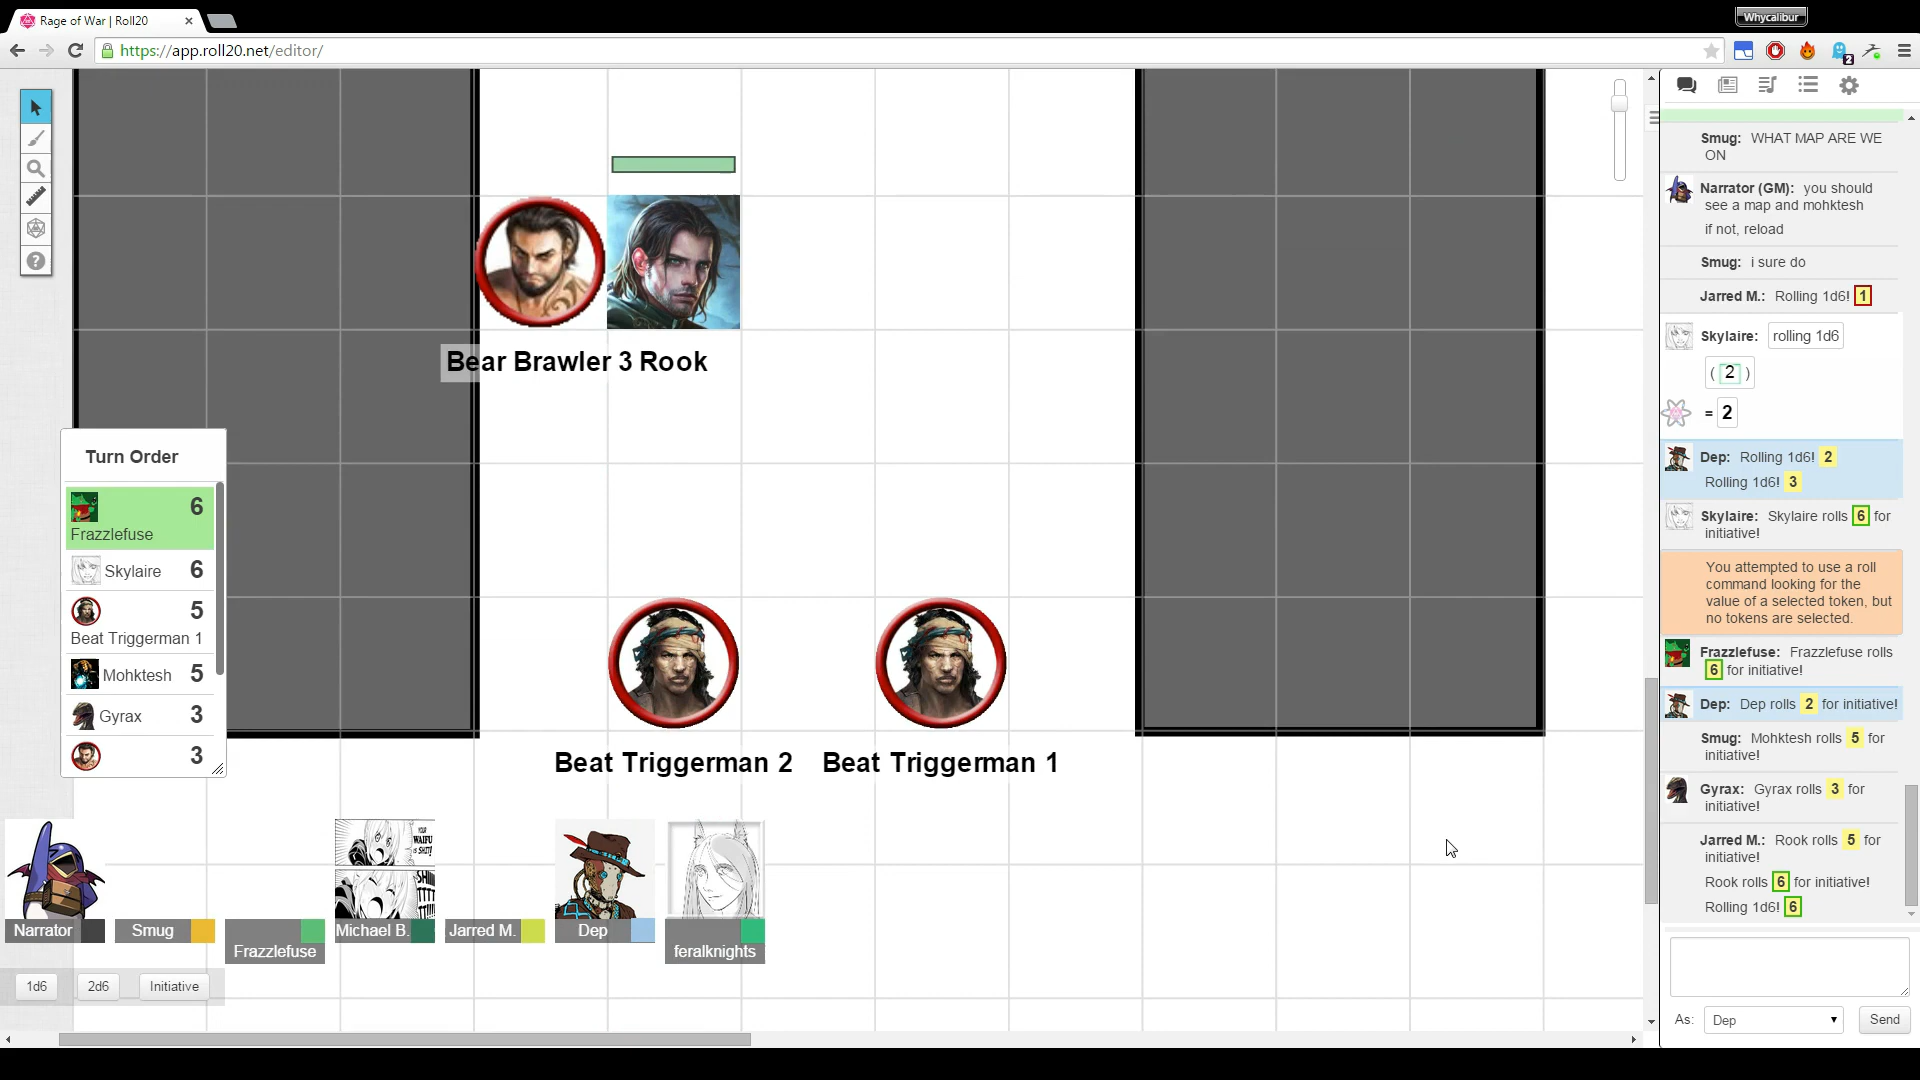 Rage of War | Roll20
Whycalibur
https://app.roll20.net/editor/
2
Bear Brawler 3 Rook
Turn Order
6
Frazzlefuse
Skylaire 6
5
Beat Triggerman 1
Mohktesh 5
Gyrax 3
3
Beat Triggerman 2
Beat Triggerman 1
YOUR
WAIFU
IS SHIT!
Narrator
Smug
Frazzlefuse
Michael B.
Jarred M.
Dep
feralknights
1d6
2d6
Initiative
Smug: WHAT MAP ARE WE
ON
Narrator (GM): you should
see a map and mohktesh
if not, reload
Smug: i sure do
Jarred M.: Rolling 1d6! 1
Skylaire: rolling 1d6
( 2 )
= 2
Dep: Rolling 1d6! 2
Rolling 1d6! 3
Skylaire: Skylaire rolls 6 for
initiative!
You attempted to use a roll
command looking for the
value of a selected token, but
no tokens are selected.
Frazzlefuse: Frazzlefuse rolls
6 for initiative!
Dep: Dep rolls 2 for initiative!
Smug: Mohktesh rolls 5 for
initiative!
Gyrax: Gyrax rolls 3 for
initiative!
Jarred M.: Rook rolls 5 for
initiative!
Rook rolls 6 for initiative!
Rolling 1d6! 6
As: Dep
Send